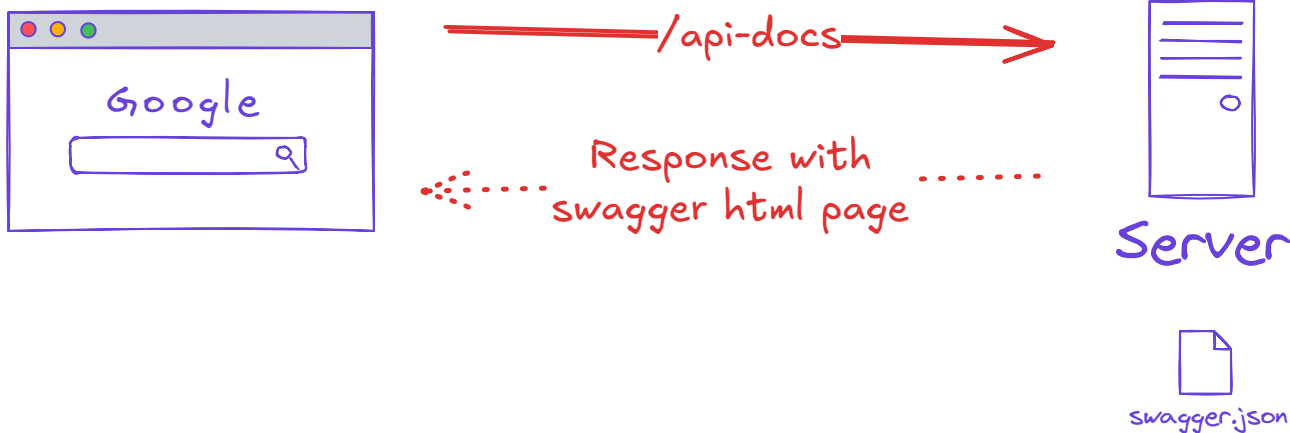 Google
/api-docs
Response with
swagger html page
Server
swagger.json